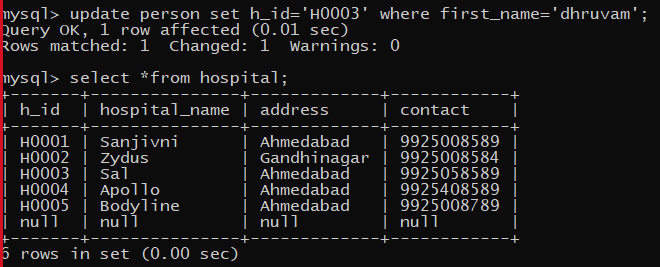 mysql> update person set h_id='H0003' where first_name='dhruvam';
Query OK, 1 row affected (0.01 sec)
Rows matched: 1  Changed: 1  Warnings: 0

mysql> select *from hospital;
+-------+---------------+-------------+------------+
| h_id  | hospital_name | address     | contact    |
+-------+---------------+-------------+------------+
| H0001 | Sanjivni      | Ahmedabad   | 9925008589 |
| H0002 | Zydus         | Gandhinagar | 9925008584 |
| H0003 | Sal           | Ahmedabad   | 9925058589 |
| H0004 | Apollo        | Ahmedabad   | 9925408589 |
| H0005 | Bodyline      | Ahmedabad   | 9925008789 |
| null  | null          | null        | null       |
+-------+---------------+-------------+------------+
6 rows in set (0.00 sec)